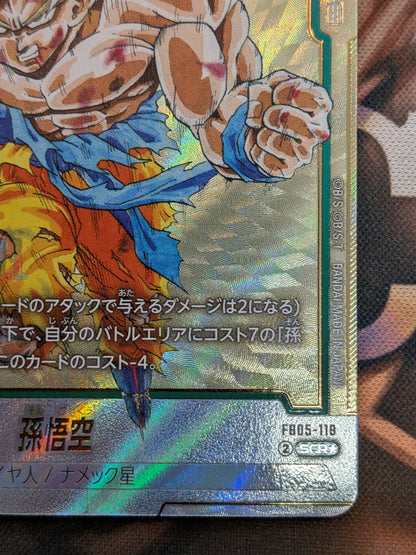 ードのアタックで与えるダメージは2になる)
下で、自分のバトルエリアにコスト7の「孫
このカードのコスト-4。
孫悟空
イヤ人 / ナメック星
FB05-119
② SCR
©B/S ©B/S・T BANDAI MADE IN JAPAN